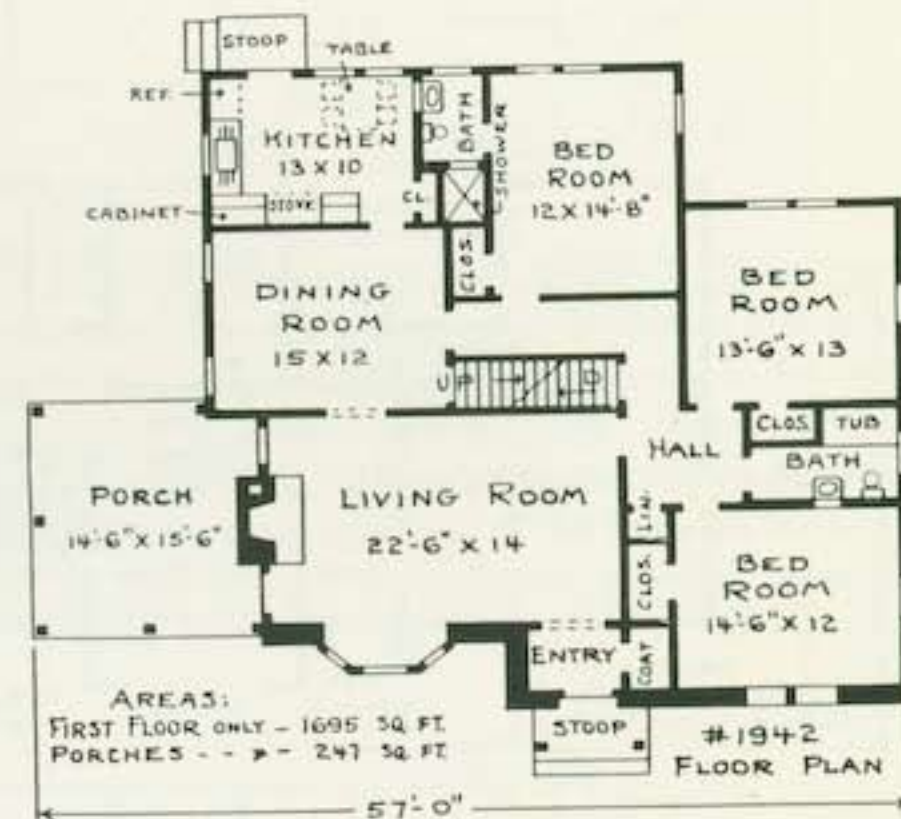 STOOP
TABLE
REF.
KITCHEN
13 X 10
BATH
SHOWER
BED
ROOM
12 X 14'-8"
CABINET
STOVE
CL.
CLOS.
DINING
ROOM
15 X 12
BED
ROOM
13'-6" X 13
UP
D
CLOS.
TUB
HALL
BATH
PORCH
14'-6" X 15'-6"
LIVING ROOM
22'-6" X 14
LIN.
CLOS.
BED
ROOM
14'-6" X 12
ENTRY
COAT
STOOP
AREAS:
FIRST FLOOR ONLY - 1695 SQ. FT.
PORCHES - - " - 247 SQ. FT.
#1942
FLOOR PLAN
57'-0"